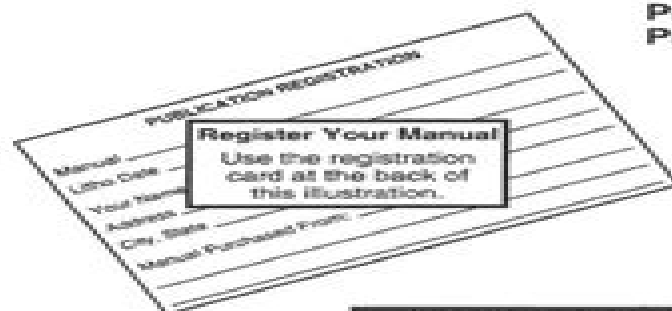 P
P
PUBLICATION REGISTRATION
Register Your Manual
Use the registration
card at the back of
this illustration.
Manual
Litho Date
Your Name
Address
City, State
Manual Purchased From: